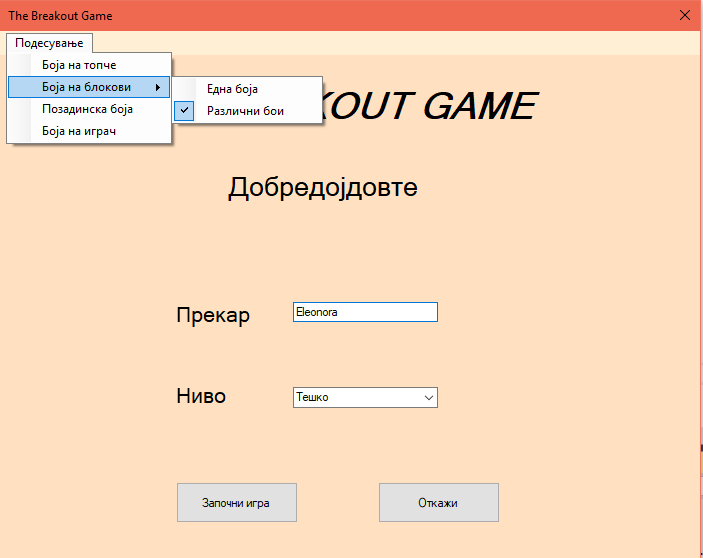 The Breakout Game
Подесување
Боја на топче
Боја на блокови
Позадинска боја
Боја на играч
Една боја
Различни бои
KOUT GAME
Добредојдовте
Прекар
Eleonora
Ниво
Тешко
Започни игра
Откажи